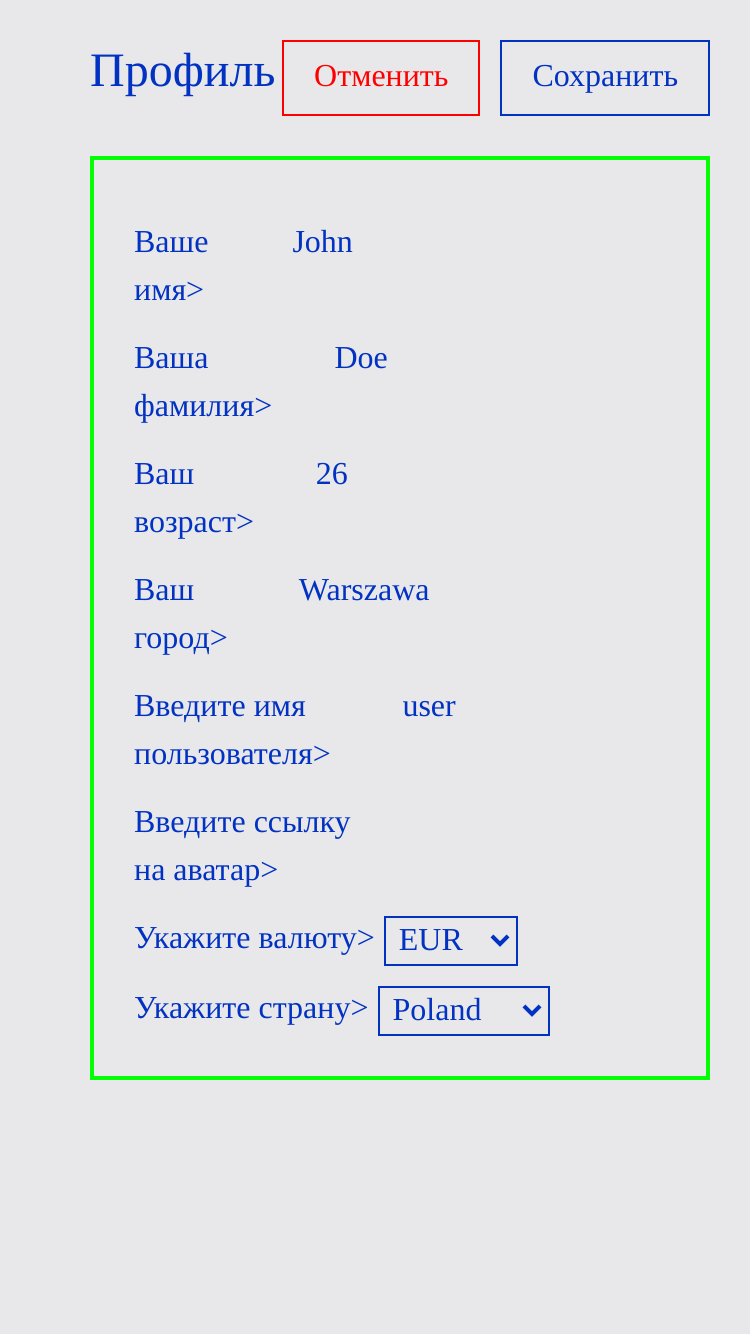 Профиль Отменить Сохранить
Ваше John
имя>
Ваша Doe
фамилия>
Ваш 26
возраст>
Ваш Warszawa
город>
Введите имя user
пользователя>
Введите ссылку
на аватар>
Укажите валюту> EUR
Укажите страну> Poland